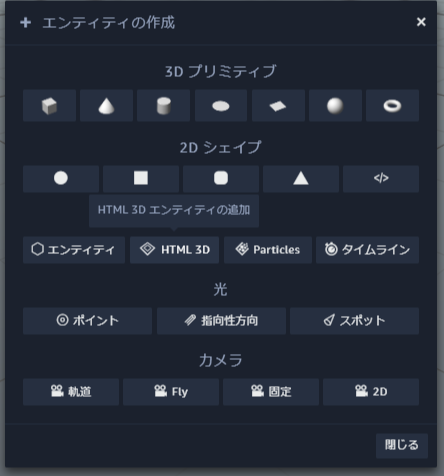 エンティティの作成
3D プリミティブ
2D シェイプ
</>
HTML 3D エンティティの追加
エンティティ HTML 3D Particles タイムライン
光
ポイント 指向性方向 スポット
カメラ
軌道 Fly 固定 2D
閉じる